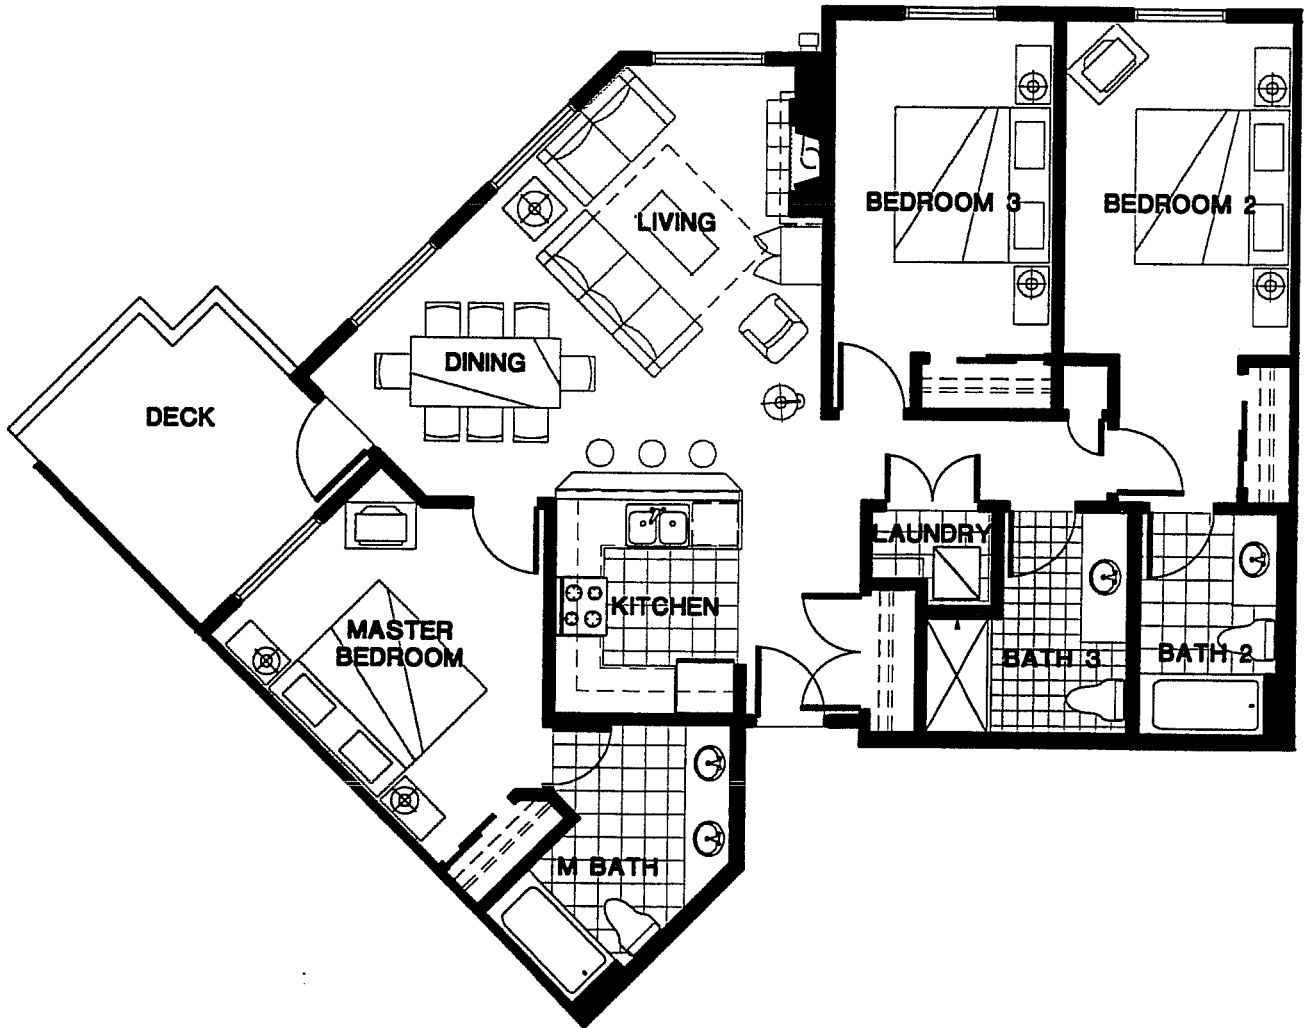 BEDROOM 3
BEDROOM 2
LIVING
DINING
DECK
LAUNDRY
KITCHEN
MASTER
BEDROOM
BATH 3
BATH 2
M BATH